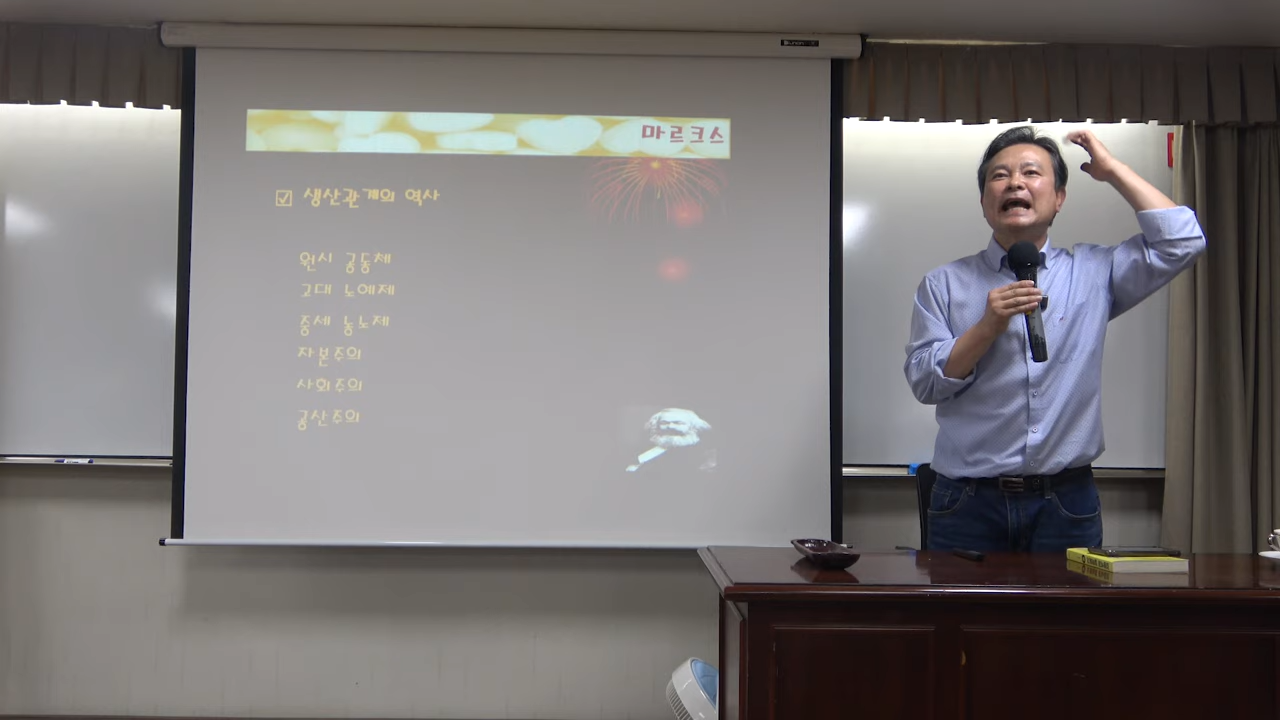 마르크스
☑ 생산관계의 역사
원시 공동체
고대 노예제
중세 농노제
자본주의
사회주의
공산주의